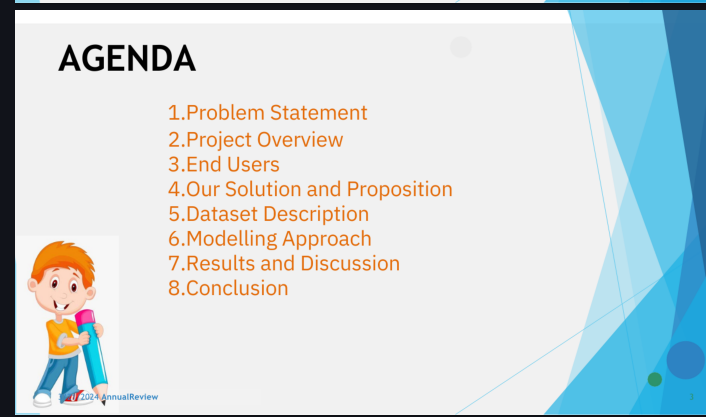 AGENDA
1.Problem Statement
2.Project Overview
3.End Users
4.Our Solution and Proposition
5.Dataset Description
6.Modelling Approach
7.Results and Discussion
8.Conclusion
2024 AnnualReview